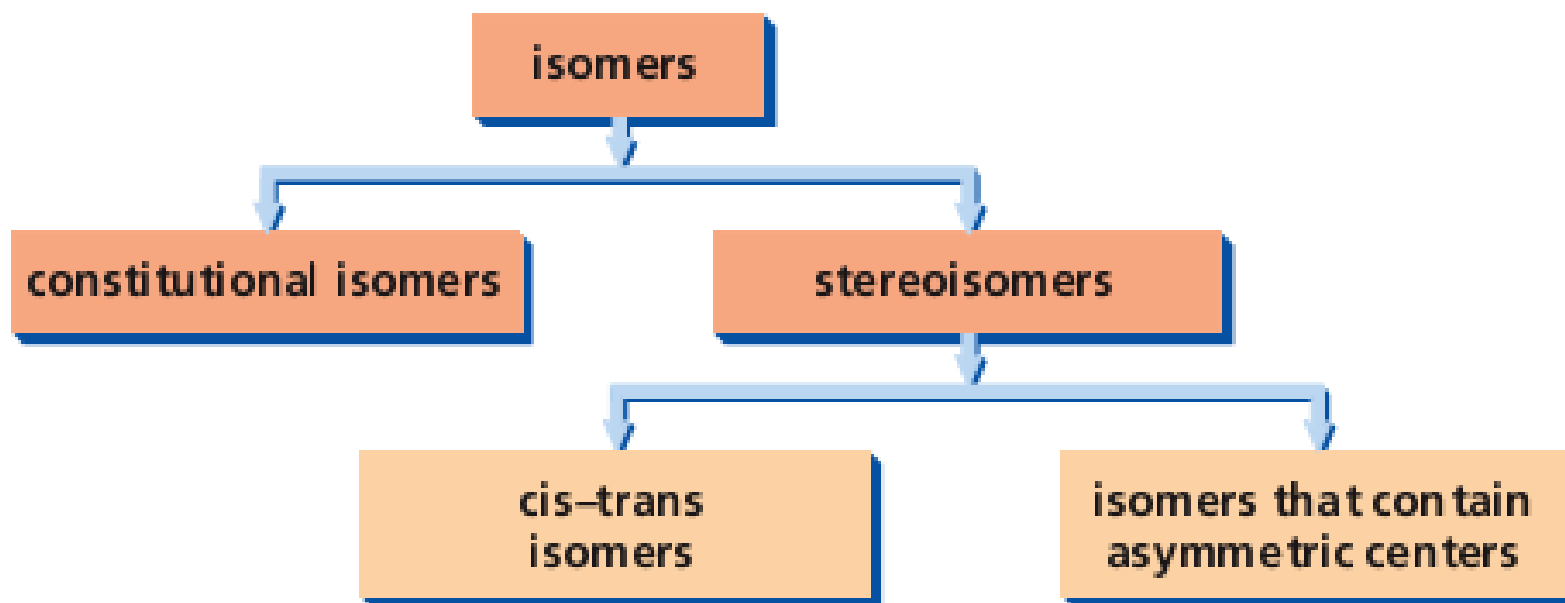 isomers
constitutional isomers
stereoisomers
cis–trans
isomers
isomers that contain
asymmetric centers